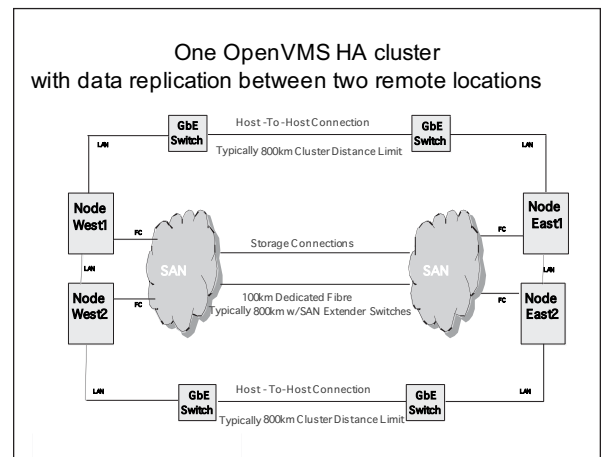 One OpenVMS HA cluster
with data replication between two remote locations
GbE
Switch
Host -To-Host Connection
GbE
Switch
LAN
LAN
Typically 800km Cluster Distance Limit
Node
West1
Node
East1
FC
FC
Storage Connections
LAN
SAN
SAN
LAN
Node
West2
Node
East2
FC
FC
100km Dedicated Fibre
Typically 800km w/SAN Extender Switches
LAN
LAN
GbE
Switch
Host - To-Host Connection
GbE
Switch
Typically 800km Cluster Distance Limit